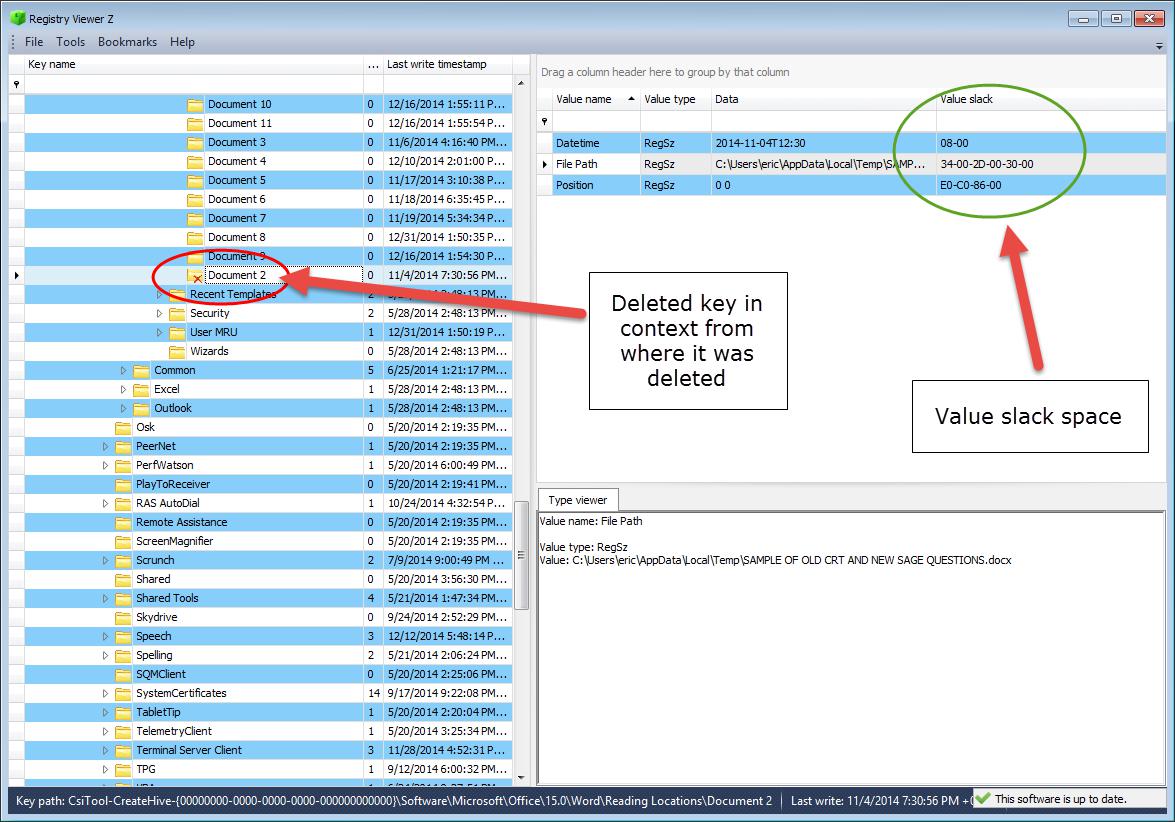 Registry Viewer Z
File Tools Bookmarks Help
Key name ... Last write timestamp
Document 10 0 12/16/2014 1:55:11 P...
Document 11 0 12/16/2014 1:55:54 P...
Document 3 0 11/6/2014 4:16:40 PM...
Document 4 0 12/10/2014 2:01:00 P...
Document 5 0 11/17/2014 3:10:38 P...
Document 6 0 11/18/2014 6:35:45 P...
Document 7 0 11/19/2014 5:34:34 P...
Document 8 0 12/31/2014 1:50:35 P...
Document 9 0 12/16/2014 1:54:30 P...
Document 2 0 11/4/2014 7:30:56 PM...
Recent Templates 2 2:48:13 PM...
Security 2 5/28/2014 2:48:13 PM...
User MRU 1 12/31/2014 1:50:19 P...
Wizards 0 5/28/2014 2:48:13 PM...
Common 5 6/25/2014 1:21:17 PM...
Excel 1 5/28/2014 2:48:13 PM...
Outlook 1 5/28/2014 2:48:13 PM...
Osk 0 5/20/2014 2:19:35 PM...
PeerNet 1 5/20/2014 2:19:35 PM...
PerfWatson 1 5/20/2014 6:00:49 PM...
PlayToReceiver 0 5/20/2014 2:19:41 PM...
RAS AutoDial 1 10/24/2014 4:32:54 P...
Remote Assistance 0 5/20/2014 2:19:35 PM...
ScreenMagnifier 0 5/20/2014 2:19:35 PM...
Scrunch 2 7/9/2014 9:00:49 PM ...
Shared 0 5/20/2014 3:56:30 PM...
Shared Tools 4 5/21/2014 1:47:34 PM...
Skydrive 0 9/24/2014 2:52:29 PM...
Speech 3 12/12/2014 5:48:14 P...
Spelling 2 5/21/2014 2:06:24 PM...
SQMClient 0 5/20/2014 2:25:06 PM...
SystemCertificates 14 9/17/2014 9:22:08 PM...
TabletTip 1 5/20/2014 2:20:04 PM...
TelemetryClient 1 5/20/2014 3:25:34 PM...
Terminal Server Client 3 11/28/2014 4:52:31 P...
TPG 1 9/12/2014 6:00:32 PM...
Drag a column header here to group by that column
Value name Value type Data Value slack
Datetime RegSz 2014-11-04T12:30 08-00
File Path RegSz C:\Users\eric\AppData\Local\Temp\SAMP... 34-00-2D-00-30-00
Position RegSz 0 0 E0-C0-86-00
Deleted key in
context from
where it was
deleted
Value slack space
Type viewer
Value name: File Path
Value type: RegSz
Value: C:\Users\eric\AppData\Local\Temp\SAMPLE OF OLD CRT AND NEW SAGE QUESTIONS.docx
Key path: CsiTool-CreateHive-{00000000-0000-0000-0000-000000000000}\Software\Microsoft\Office\15.0\Word\Reading Locations\Document 2 Last write: 11/4/2014 7:30:56 PM This software is up to date.